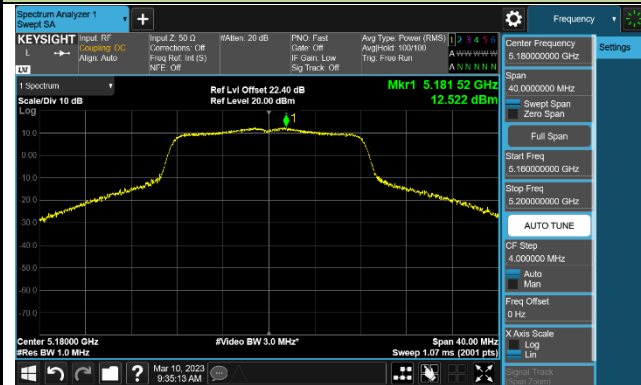 Spectrum Analyzer 1
Swept SA
Frequency
KEYSIGHT
Input: RF
Coupling: DC
Align: Auto
Input Z: 50 Ω
Corrections: Off
Freq Ref: Int (S)
NFE: Off
#Atten: 20 dB
PNO: Fast
Gate: Off
IF Gain: Low
Sig Track: Off
Avg Type: Power (RMS)
Avg|Hold: 100/100
Trig: Free Run
1 2 3 4 5 6
A W W W W W
A N N N N N
L
LXI
1 Spectrum
Scale/Div 10 dB
Log
Ref Lvl Offset 22.40 dB
Ref Level 20.00 dBm
Mkr1 5.181 52 GHz
12.522 dBm
1
10.0
0.00
-10.0
-20.0
-30.0
-40.0
-50.0
-60.0
-70.0
Center 5.18000 GHz
#Res BW 1.0 MHz
#Video BW 3.0 MHz*
Span 40.00 MHz
Sweep 1.07 ms (2001 pts)
Center Frequency
5.180000000 GHz
Settings
Span
40.0000000 MHz
Swept Span
Zero Span
Full Span
Start Freq
5.160000000 GHz
Stop Freq
5.200000000 GHz
AUTO TUNE
CF Step
4.000000 MHz
Auto
Man
Freq Offset
0 Hz
X Axis Scale
Log
Lin
Signal Track
(Span Zoom)
Mar 10, 2023
9:35:13 AM